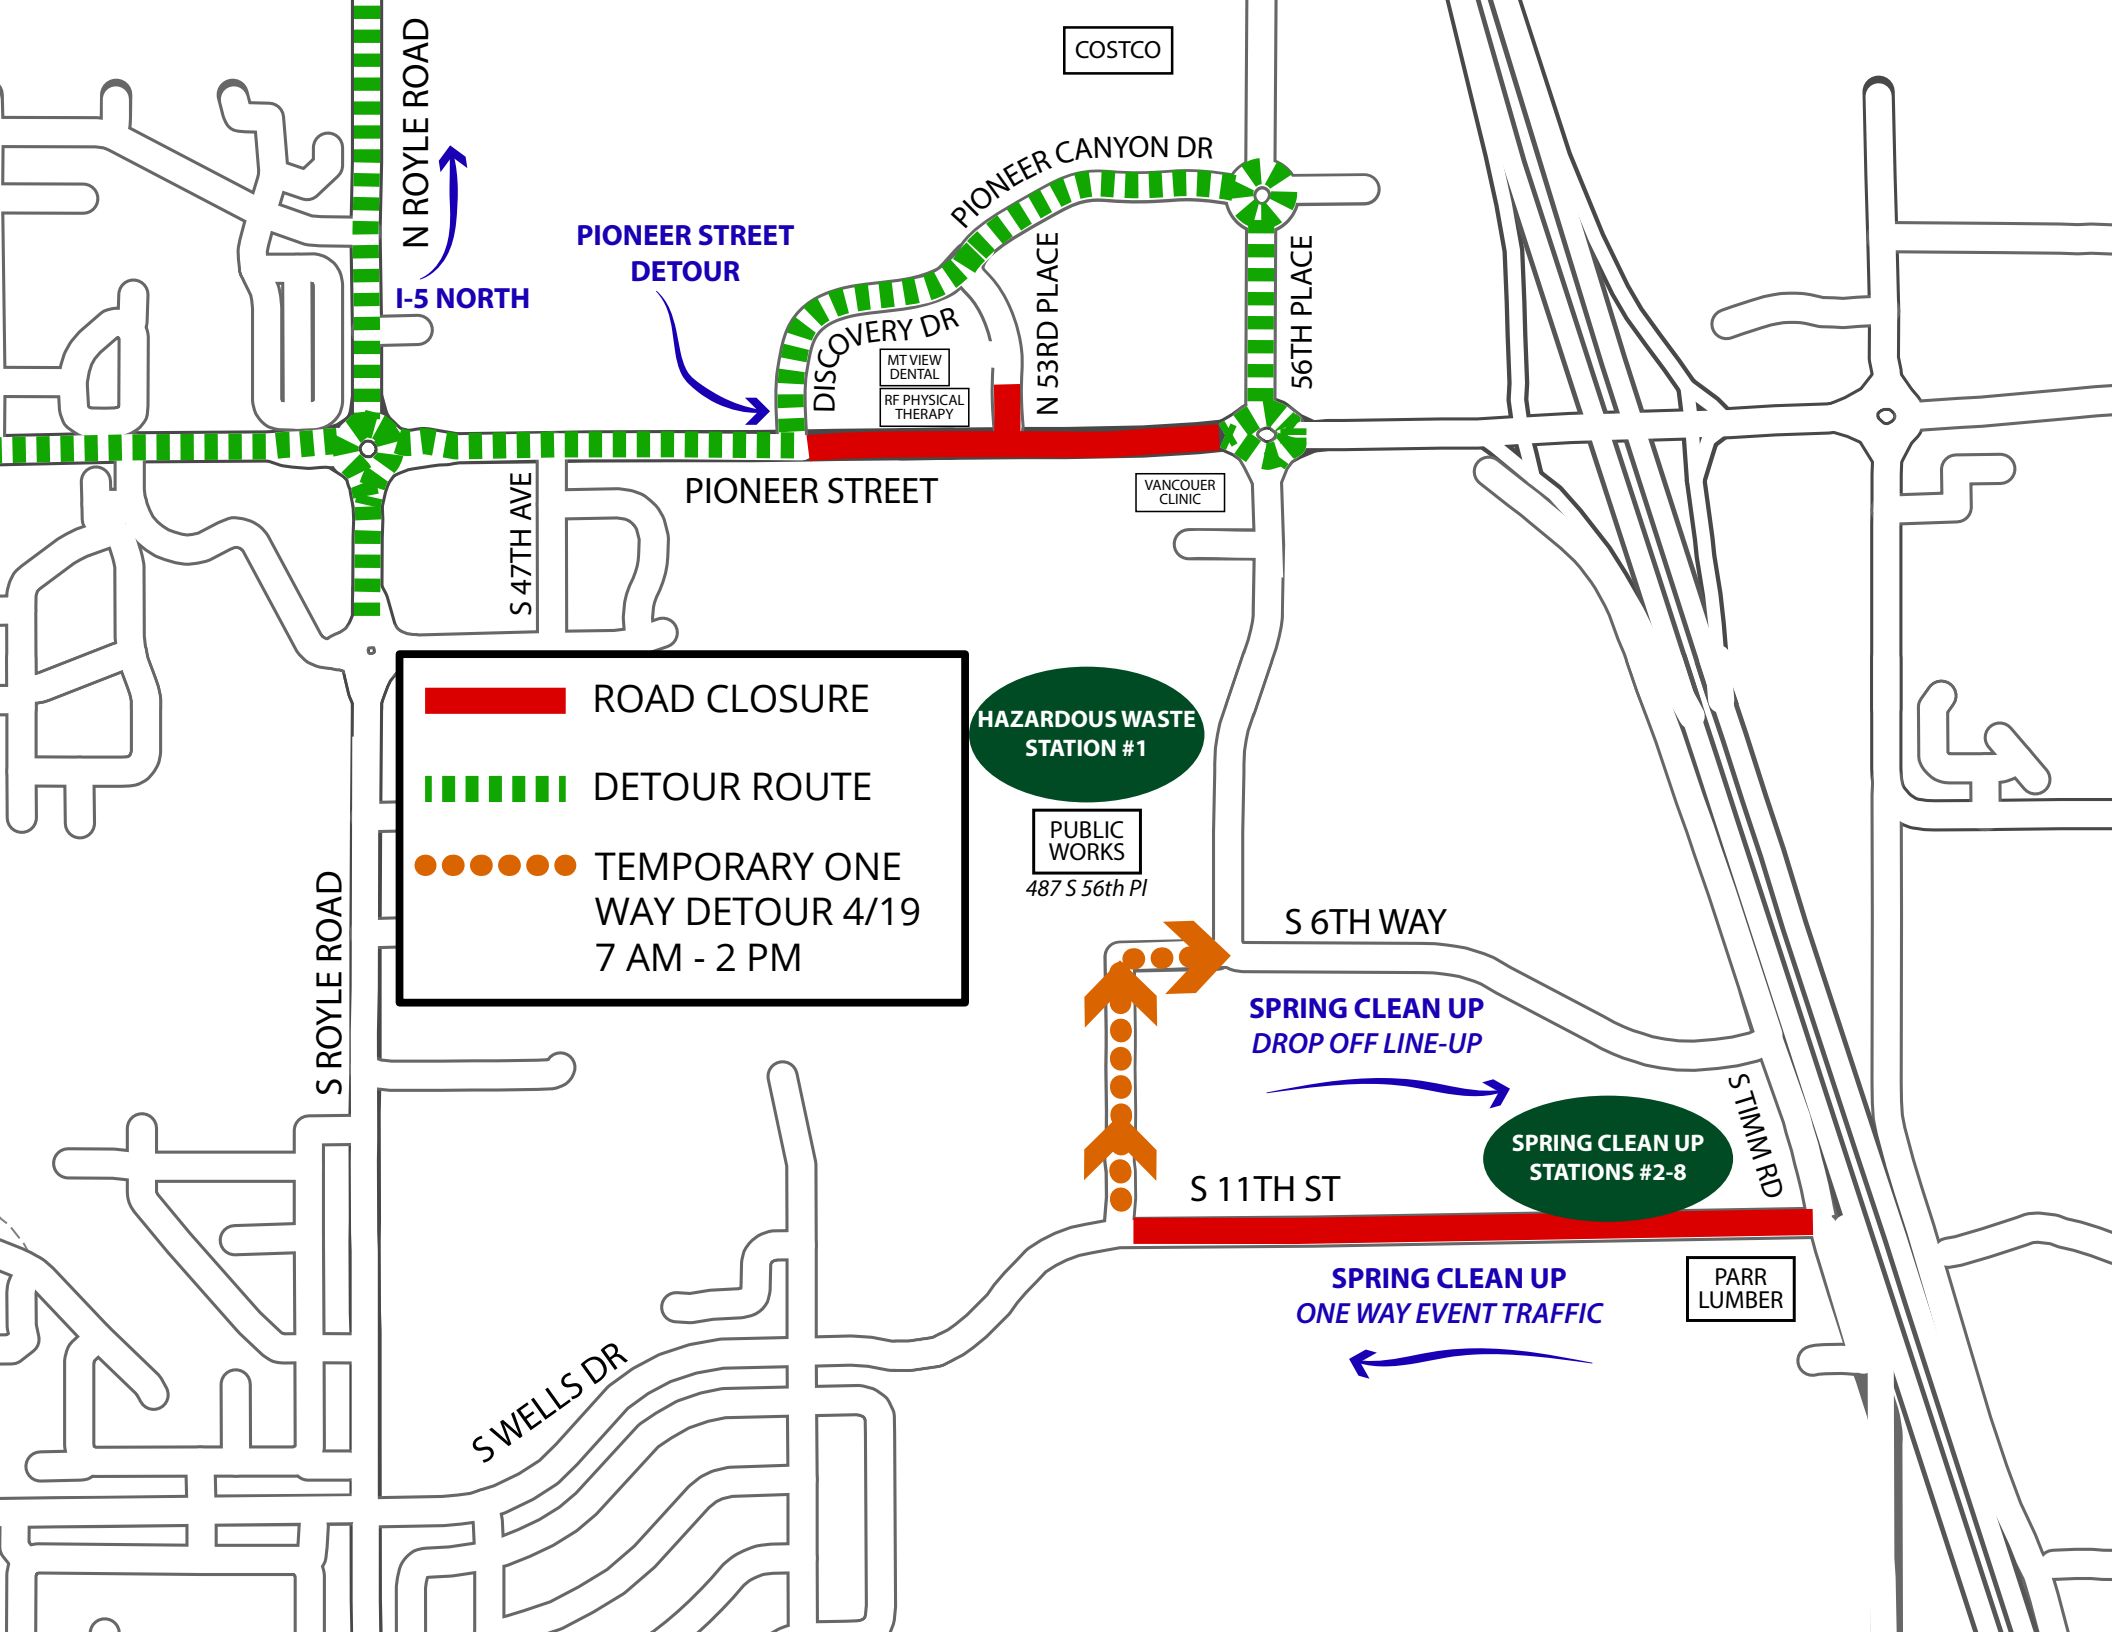 COSTCO
N ROYLE ROAD
PIONEER CANYON DR
PIONEER STREET
DETOUR
I-5 NORTH
DISCOVERY DR
N 53RD PLACE
56TH PLACE
MT VIEW
DENTAL
RF PHYSICAL
THERAPY
PIONEER STREET
VANCOUER
CLINIC
S 47TH AVE
ROAD CLOSURE
DETOUR ROUTE
TEMPORARY ONE
WAY DETOUR 4/19
7 AM - 2 PM
HAZARDOUS WASTE
STATION #1
PUBLIC
WORKS
487 S 56th Pl
S ROYLE ROAD
S 6TH WAY
SPRING CLEAN UP
DROP OFF LINE-UP
S TIMM RD
SPRING CLEAN UP
STATIONS #2-8
S 11TH ST
SPRING CLEAN UP
ONE WAY EVENT TRAFFIC
PARR
LUMBER
S WELLS DR